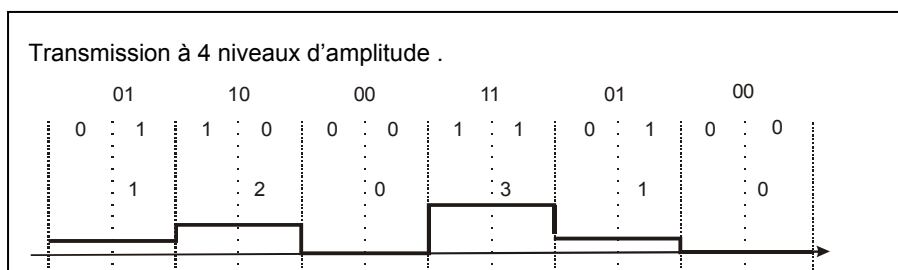 Transmission à 4 niveaux d'amplitude .
01 10 00 11 01 00
0 1 1 0 0 0 1 1 0 1 0 0
1 2 0 3 1 0